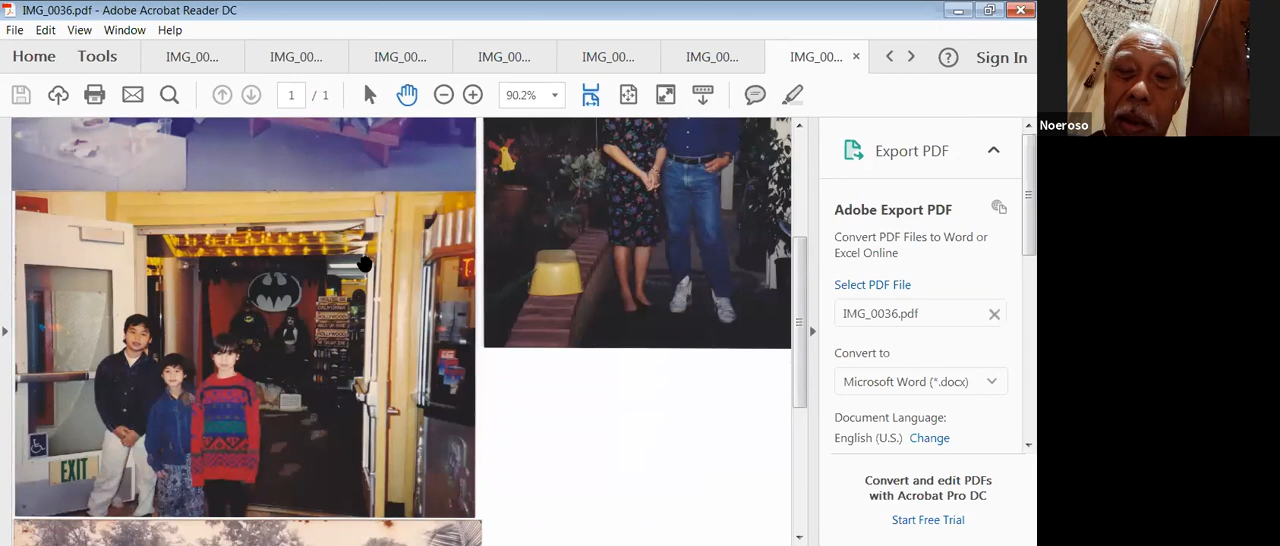 IMG_0036.pdf - Adobe Acrobat Reader DC
File Edit View Window Help
Home Tools IMG_00... IMG_00... IMG_00... IMG_00... IMG_00... IMG_00... IMG_00... × Sign In
1 / 1 90.2%
Noeroso
Export PDF
Adobe Export PDF
Convert PDF Files to Word or
Excel Online
Select PDF File
IMG_0036.pdf
Convert to
Microsoft Word (*.docx)
Document Language:
English (U.S.) Change
Convert and edit PDFs
with Acrobat Pro DC
Start Free Trial
CALIFORNIA
HOLLYWOOD
EXIT